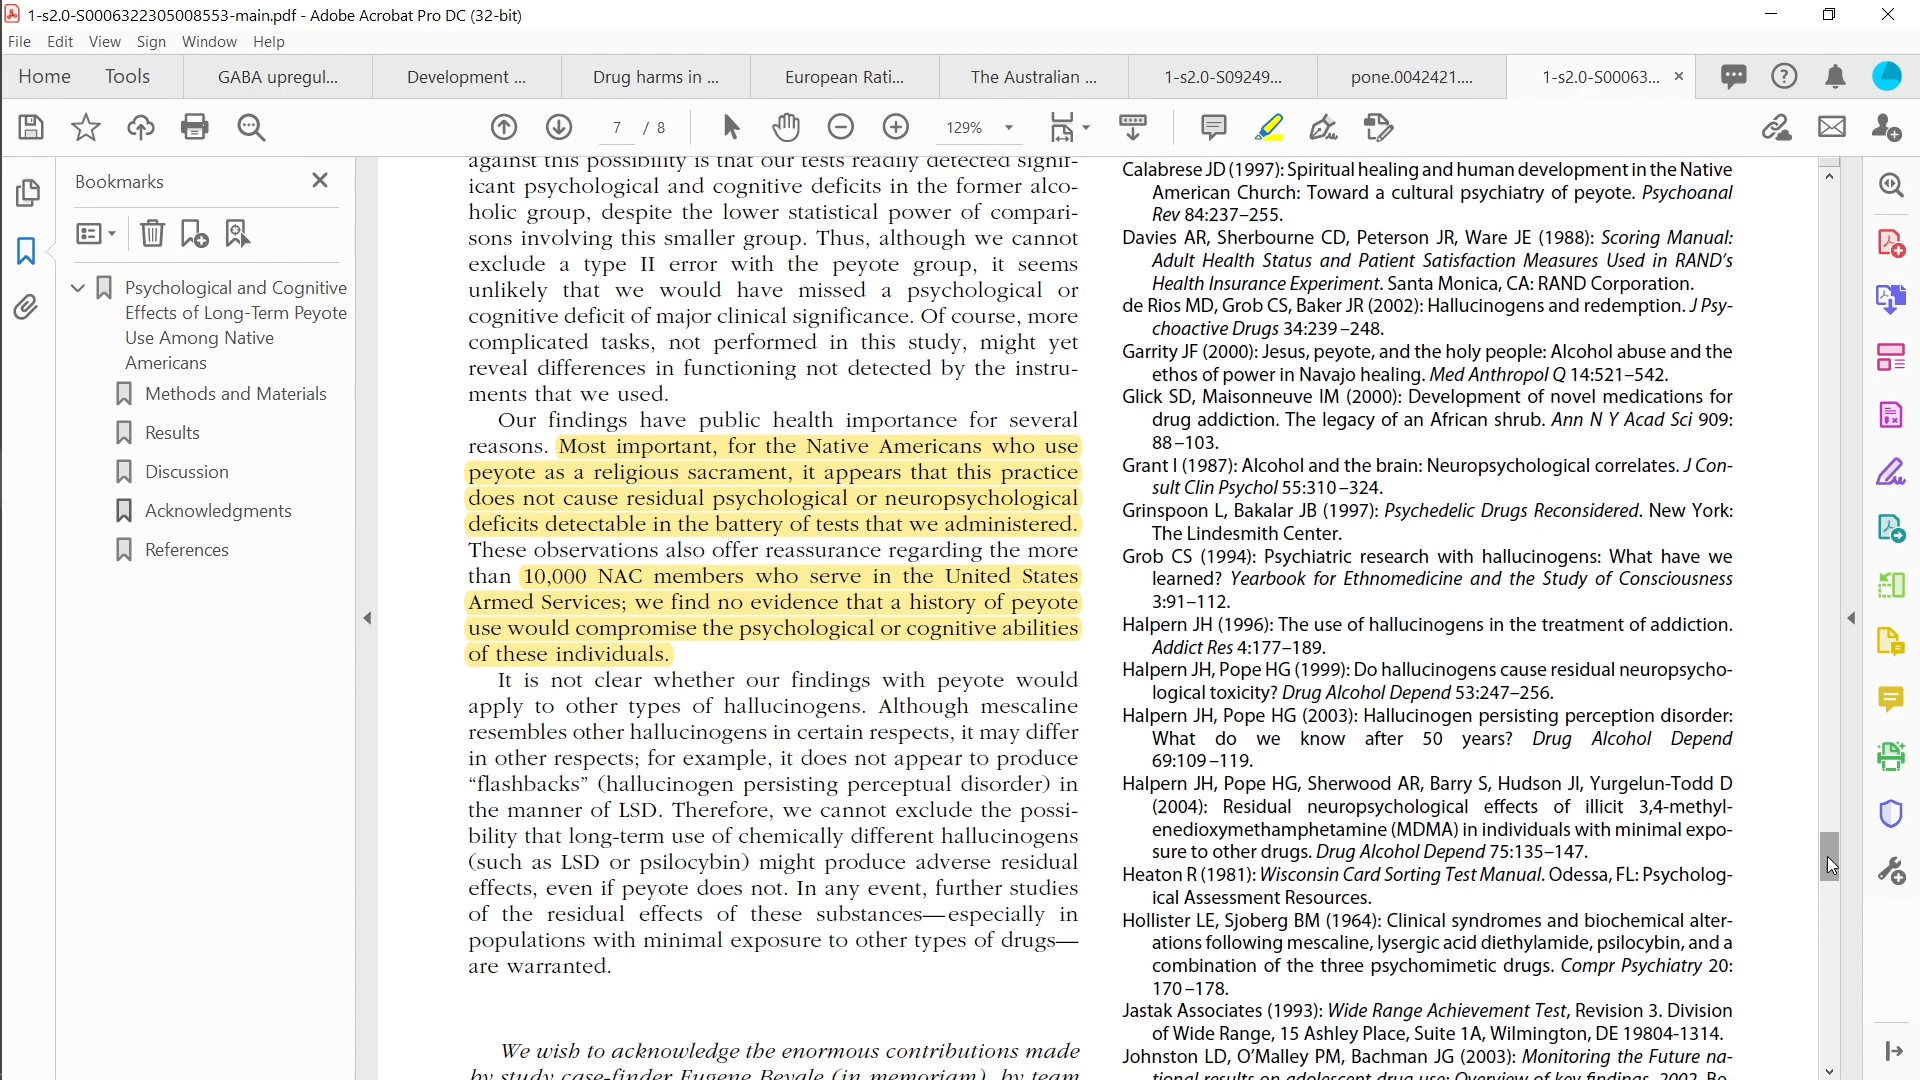 1-s2.0-S0006322305008553-main.pdf - Adobe Acrobat Pro DC (32-bit)
File Edit View Sign Window Help
Home Tools GABA upregul... Development ... Drug harms in ... European Rati... The Australian ... 1-s2.0-S09249... pone.0042421.... 1-s2.0-S00063...
7 / 8 129%
Bookmarks
Psychological and Cognitive
Effects of Long-Term Peyote
Use Among Native
Americans
Methods and Materials
Results
Discussion
Acknowledgments
References
against this possibility is that our tests readily detected signif-
icant psychological and cognitive deficits in the former alco-
holic group, despite the lower statistical power of compari-
sons involving this smaller group. Thus, although we cannot
exclude a type II error with the peyote group, it seems
unlikely that we would have missed a psychological or
cognitive deficit of major clinical significance. Of course, more
complicated tasks, not performed in this study, might yet
reveal differences in functioning not detected by the instru-
ments that we used.
Our findings have public health importance for several
reasons. Most important, for the Native Americans who use
peyote as a religious sacrament, it appears that this practice
does not cause residual psychological or neuropsychological
deficits detectable in the battery of tests that we administered.
These observations also offer reassurance regarding the more
than 10,000 NAC members who serve in the United States
Armed Services; we find no evidence that a history of peyote
use would compromise the psychological or cognitive abilities
of these individuals.
It is not clear whether our findings with peyote would
apply to other types of hallucinogens. Although mescaline
resembles other hallucinogens in certain respects, it may differ
in other respects; for example, it does not appear to produce
“flashbacks” (hallucinogen persisting perceptual disorder) in
the manner of LSD. Therefore, we cannot exclude the possi-
bility that long-term use of chemically different hallucinogens
(such as LSD or psilocybin) might produce adverse residual
effects, even if peyote does not. In any event, further studies
of the residual effects of these substances—especially in
populations with minimal exposure to other types of drugs—
are warranted.
We wish to acknowledge the enormous contributions made
by study case-finder Eugene Beyale (in memoriam), by team
Calabrese JD (1997): Spiritual healing and human development in the Native
American Church: Toward a cultural psychiatry of peyote. Psychoanal
Rev 84:237–255.
Davies AR, Sherbourne CD, Peterson JR, Ware JE (1988): Scoring Manual:
Adult Health Status and Patient Satisfaction Measures Used in RAND’s
Health Insurance Experiment. Santa Monica, CA: RAND Corporation.
de Rios MD, Grob CS, Baker JR (2002): Hallucinogens and redemption. J Psy-
choactive Drugs 34:239–248.
Garrity JF (2000): Jesus, peyote, and the holy people: Alcohol abuse and the
ethos of power in Navajo healing. Med Anthropol Q 14:521–542.
Glick SD, Maisonneuve IM (2000): Development of novel medications for
drug addiction. The legacy of an African shrub. Ann N Y Acad Sci 909:
88–103.
Grant I (1987): Alcohol and the brain: Neuropsychological correlates. J Con-
sult Clin Psychol 55:310–324.
Grinspoon L, Bakalar JB (1997): Psychedelic Drugs Reconsidered. New York:
The Lindesmith Center.
Grob CS (1994): Psychiatric research with hallucinogens: What have we
learned? Yearbook for Ethnomedicine and the Study of Consciousness
3:91–112.
Halpern JH (1996): The use of hallucinogens in the treatment of addiction.
Addict Res 4:177–189.
Halpern JH, Pope HG (1999): Do hallucinogens cause residual neuropsycho-
logical toxicity? Drug Alcohol Depend 53:247–256.
Halpern JH, Pope HG (2003): Hallucinogen persisting perception disorder:
What do we know after 50 years? Drug Alcohol Depend
69:109–119.
Halpern JH, Pope HG, Sherwood AR, Barry S, Hudson JI, Yurgelun-Todd D
(2004): Residual neuropsychological effects of illicit 3,4-methyl-
enedioxymethamphetamine (MDMA) in individuals with minimal expo-
sure to other drugs. Drug Alcohol Depend 75:135–147.
Heaton R (1981): Wisconsin Card Sorting Test Manual. Odessa, FL: Psycholog-
ical Assessment Resources.
Hollister LE, Sjoberg BM (1964): Clinical syndromes and biochemical alter-
ations following mescaline, lysergic acid diethylamide, psilocybin, and a
combination of the three psychomimetic drugs. Compr Psychiatry 20:
170–178.
Jastak Associates (1993): Wide Range Achievement Test, Revision 3. Division
of Wide Range, 15 Ashley Place, Suite 1A, Wilmington, DE 19804-1314.
Johnston LD, O’Malley PM, Bachman JG (2003): Monitoring the Future na-
tional results on adolescent drug use: Overview of key findings, 2002. Be-